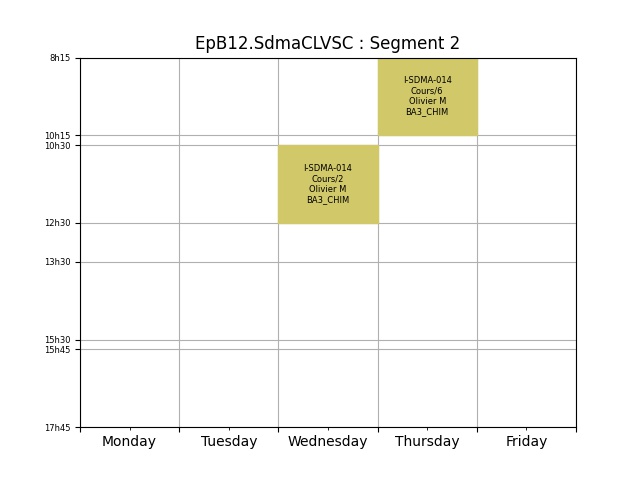 EpB12.SdmaCLVSC : Segment 2
8h15
I-SDMA-014
Cours/6
Olivier M
BA3_CHIM
10h15
10h30
I-SDMA-014
Cours/2
Olivier M
BA3_CHIM
12h30
13h30
15h30
15h45
17h45
Monday Tuesday Wednesday Thursday Friday